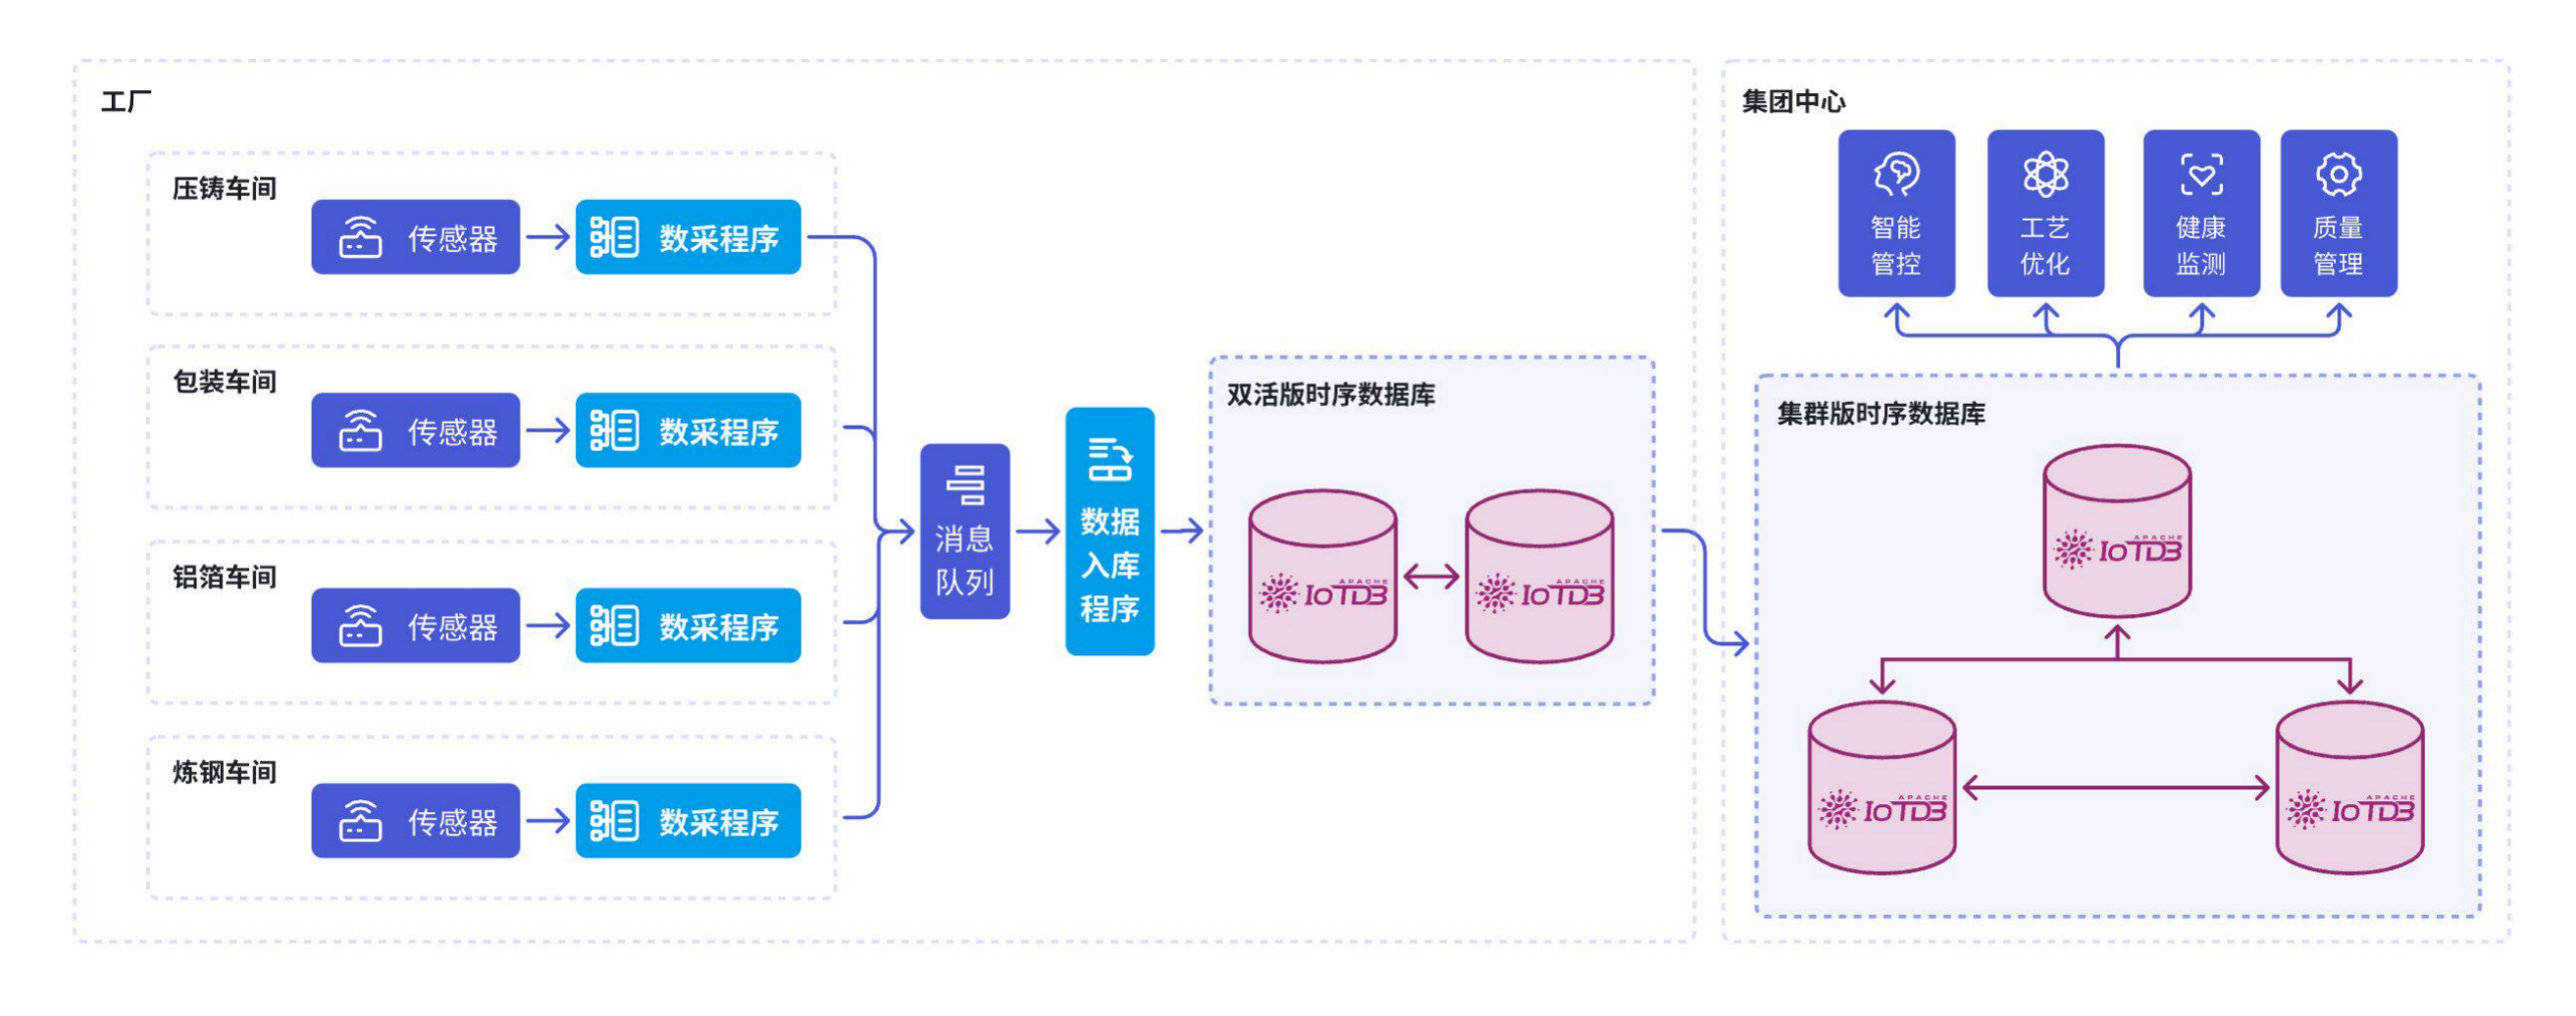 工厂
压铸车间
传感器
数采程序
包装车间
传感器
数采程序
铝箔车间
传感器
数采程序
炼钢车间
传感器
数采程序
消息
队列
数据
入库
程序
双活版时序数据库
APACHE
IoTDB
APACHE
IoTDB
集团中心
智能
管控
工艺
优化
健康
监测
质量
管理
集群版时序数据库
APACHE
IoTDB
APACHE
IoTDB
APACHE
IoTDB